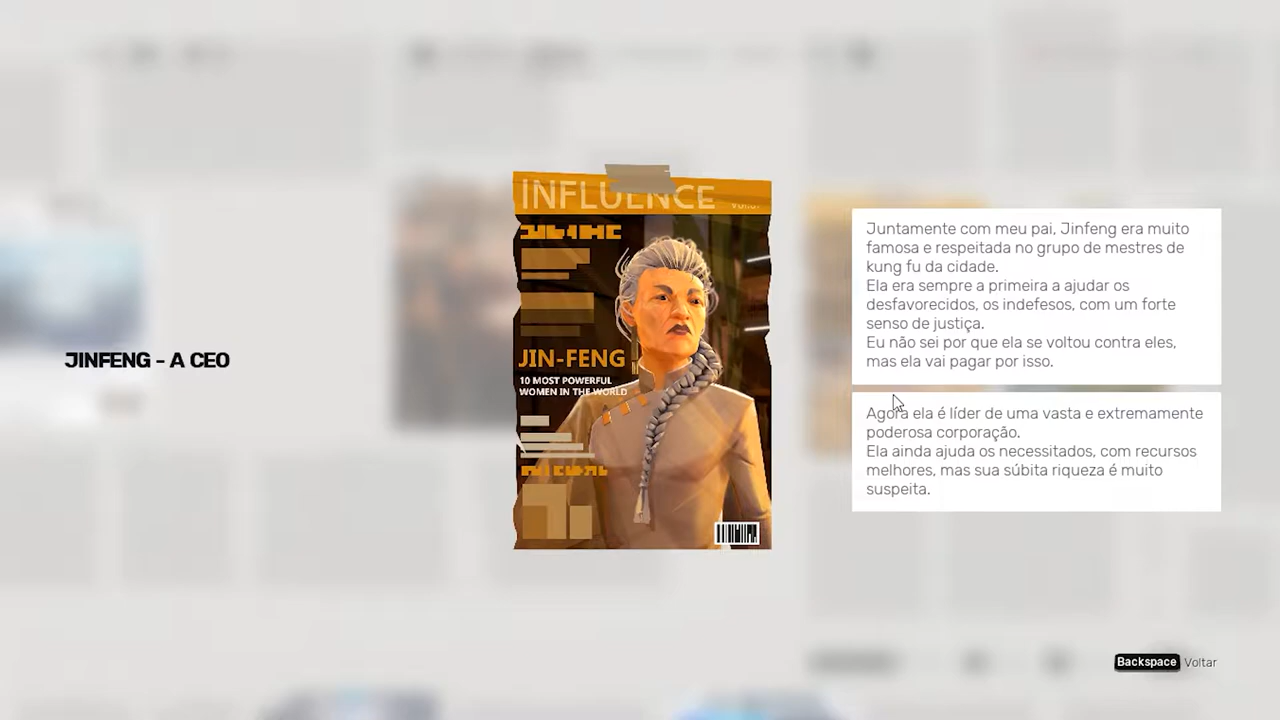 INFLUENCE
JIN-FENG
10 MOST POWERFUL
WOMEN IN THE WORLD
JINFENG - A CEO
Juntamente com meu pai, Jinfeng era muito
famosa e respeitada no grupo de mestres de
kung fu da cidade.
Ela era sempre a primeira a ajudar os
desfavorecidos, os indefesos, com um forte
senso de justiça.
Eu não sei por que ela se voltou contra eles,
mas ela vai pagar por isso.
Agora ela é líder de uma vasta e extremamente
poderosa corporação.
Ela ainda ajuda os necessitados, com recursos
melhores, mas sua súbita riqueza é muito
suspeita.
Backspace Voltar